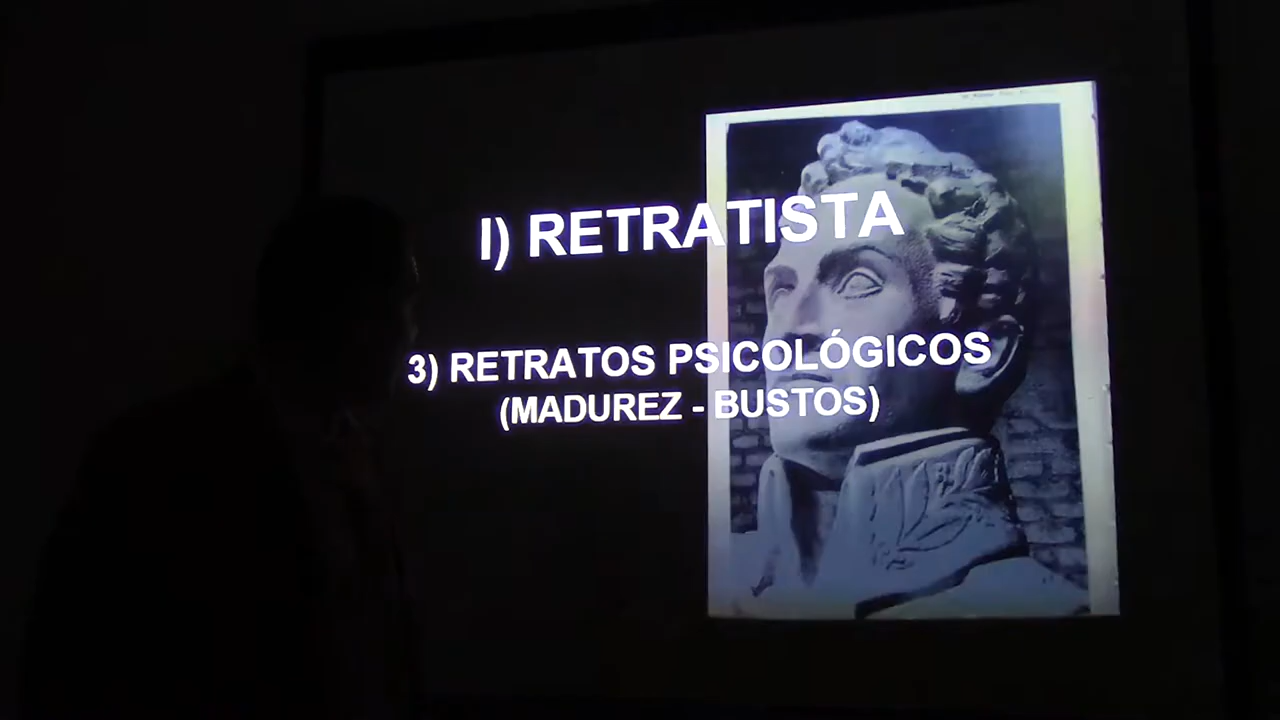 I) RETRATISTA
3) RETRATOS PSICOLÓGICOS
(MADUREZ - BUSTOS)